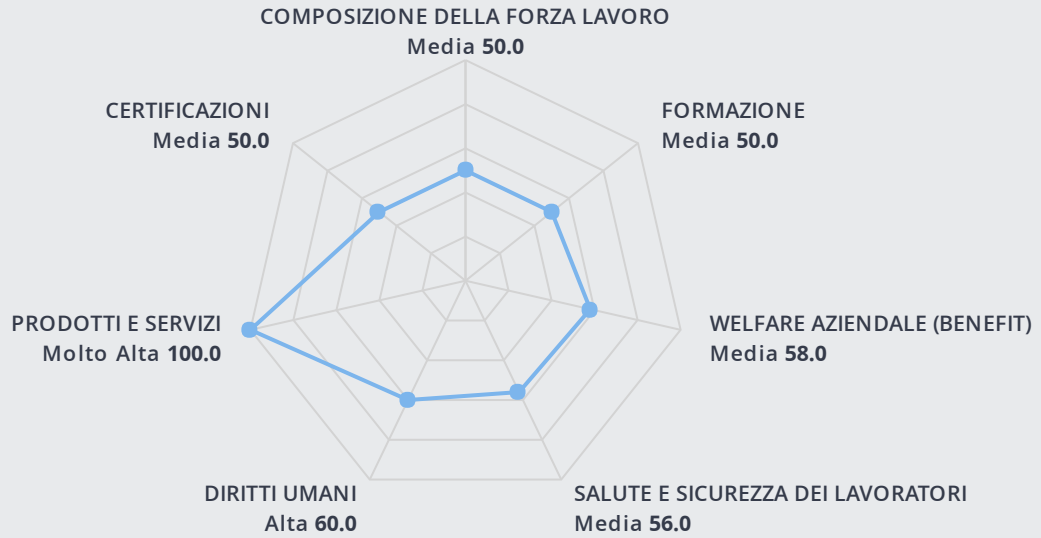 COMPOSIZIONE DELLA FORZA LAVORO
Media 50.0
CERTIFICAZIONI
Media 50.0
FORMAZIONE
Media 50.0
PRODOTTI E SERVIZI
Molto Alta 100.0
WELFARE AZIENDALE (BENEFIT)
Media 58.0
DIRITTI UMANI
Alta 60.0
SALUTE E SICUREZZA DEI LAVORATORI
Media 56.0